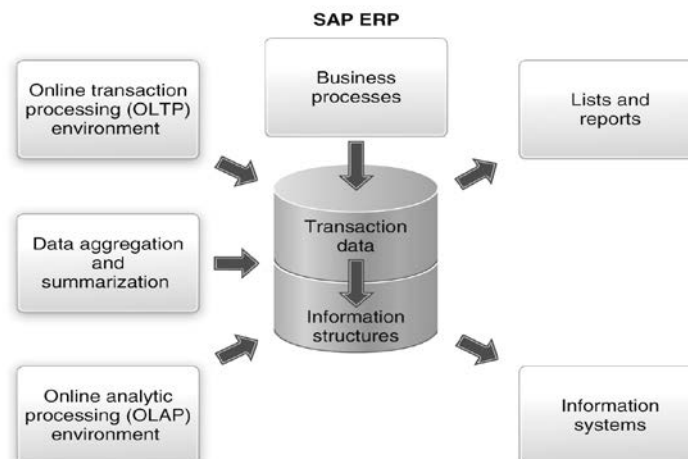 SAP ERP
Online transaction
processing (OLTP)
environment
Business
processes
Lists and
reports
Data aggregation
and
summarization
Transaction
data
Information
structures
Online analytic
processing (OLAP)
environment
Information
systems